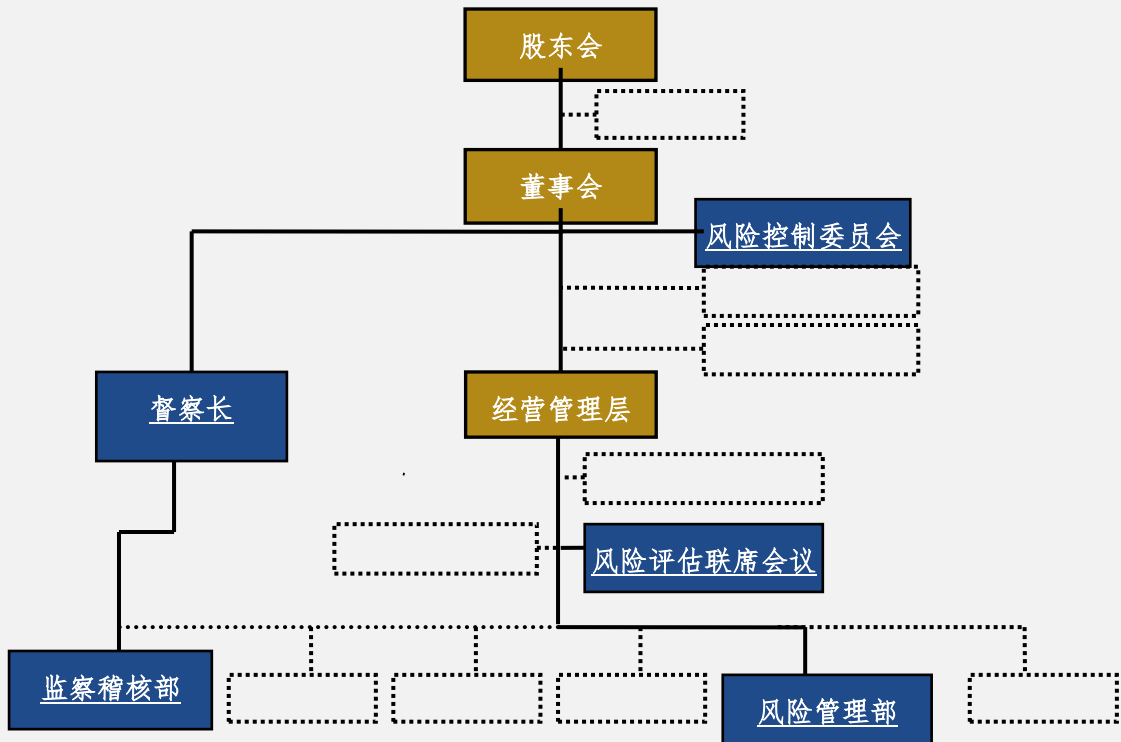 股东会
董事会
风险控制委员会
督察长
经营管理层
风险评估联席会议
监察稽核部
风险管理部